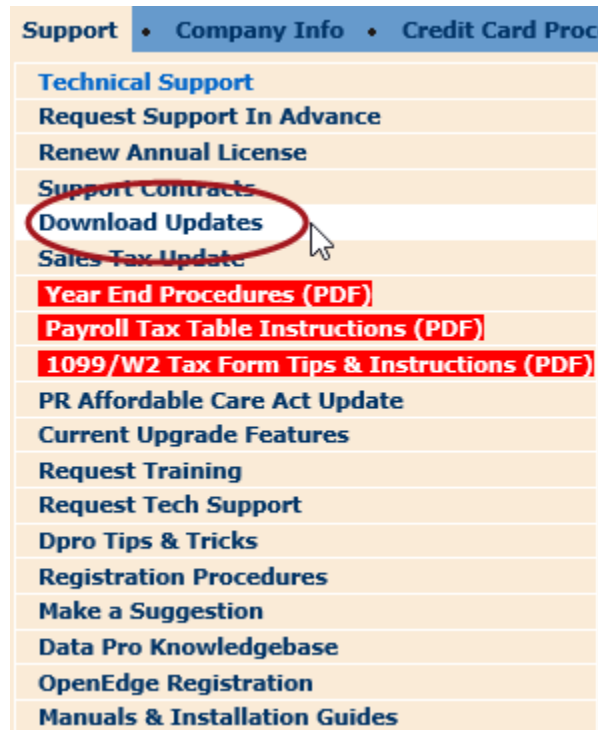 Support • Company Info • Credit Card Proc
Technical Support
Request Support In Advance
Renew Annual License
Support Contracts
Download Updates
Sales Tax Update
Year End Procedures (PDF)
Payroll Tax Table Instructions (PDF)
1099/W2 Tax Form Tips & Instructions (PDF)
PR Affordable Care Act Update
Current Upgrade Features
Request Training
Request Tech Support
Dpro Tips & Tricks
Registration Procedures
Make a Suggestion
Data Pro Knowledgebase
OpenEdge Registration
Manuals & Installation Guides